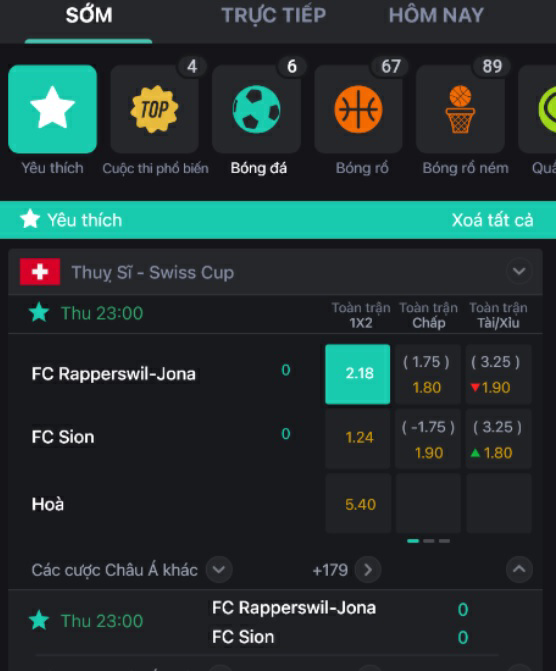 SỚM TRỰC TIẾP HÔM NAY
4 6 67 89
TOP
Yêu thích Cuộc thi phổ biến Bóng đá Bóng rổ Bóng rổ ném
Yêu thích Xoá tất cả
Thuỵ Sĩ - Swiss Cup
Thu 23:00 Toàn trận Toàn trận Toàn trận
1X2 Chấp Tài/Xỉu
FC Rapperswil-Jona 0 2.18 ( 1.75 ) 1.80 ( 3.25 ) 1.90
FC Sion 0 1.24 ( -1.75 ) 1.90 ( 3.25 ) 1.80
Hoà 5.40
Các cược Châu Á khác +179
Thu 23:00 FC Rapperswil-Jona 0
FC Sion 0